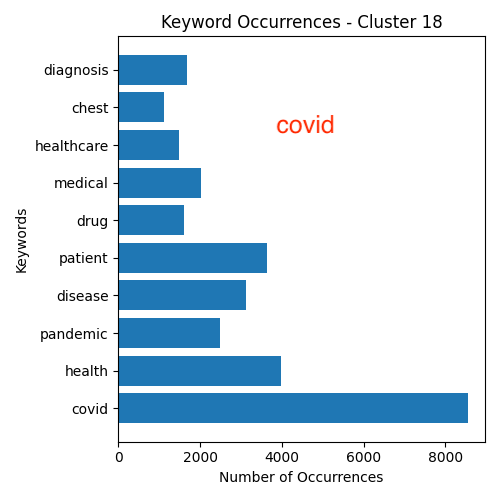 Keyword Occurrences - Cluster 18
diagnosis
chest
covid
healthcare
medical
drug
patient
disease
pandemic
health
covid
Keywords
0 2000 4000 6000 8000
Number of Occurrences